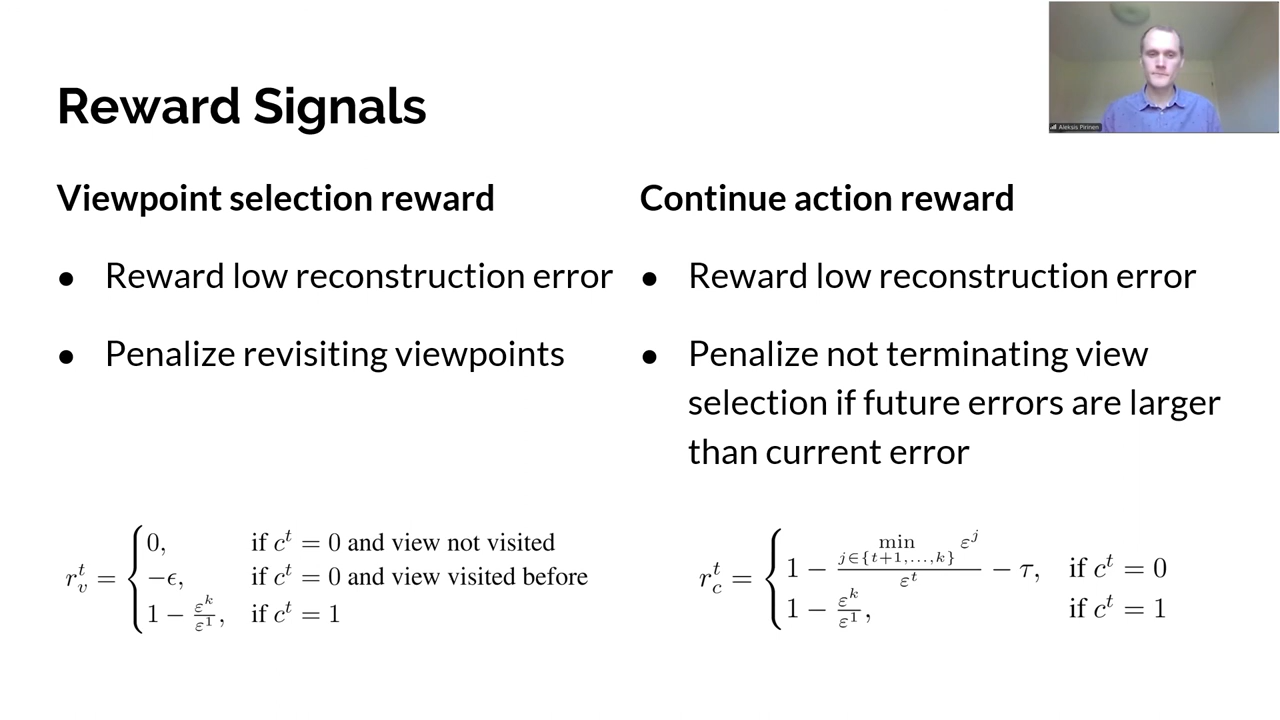 Aleksis Pirinen
Reward Signals
Viewpoint selection reward
● Reward low reconstruction error
● Penalize revisiting viewpoints
Continue action reward
● Reward low reconstruction error
● Penalize not terminating view
selection if future errors are larger
than current error
r_v^t = { 0, if c^t = 0 and view not visited
−ϵ, if c^t = 0 and view visited before
1 − ε^k/ε^1, if c^t = 1
r_c^t = { 1 − min_{j∈{t+1,...,k}} ε^j / ε^t − τ, if c^t = 0
1 − ε^k/ε^1, if c^t = 1